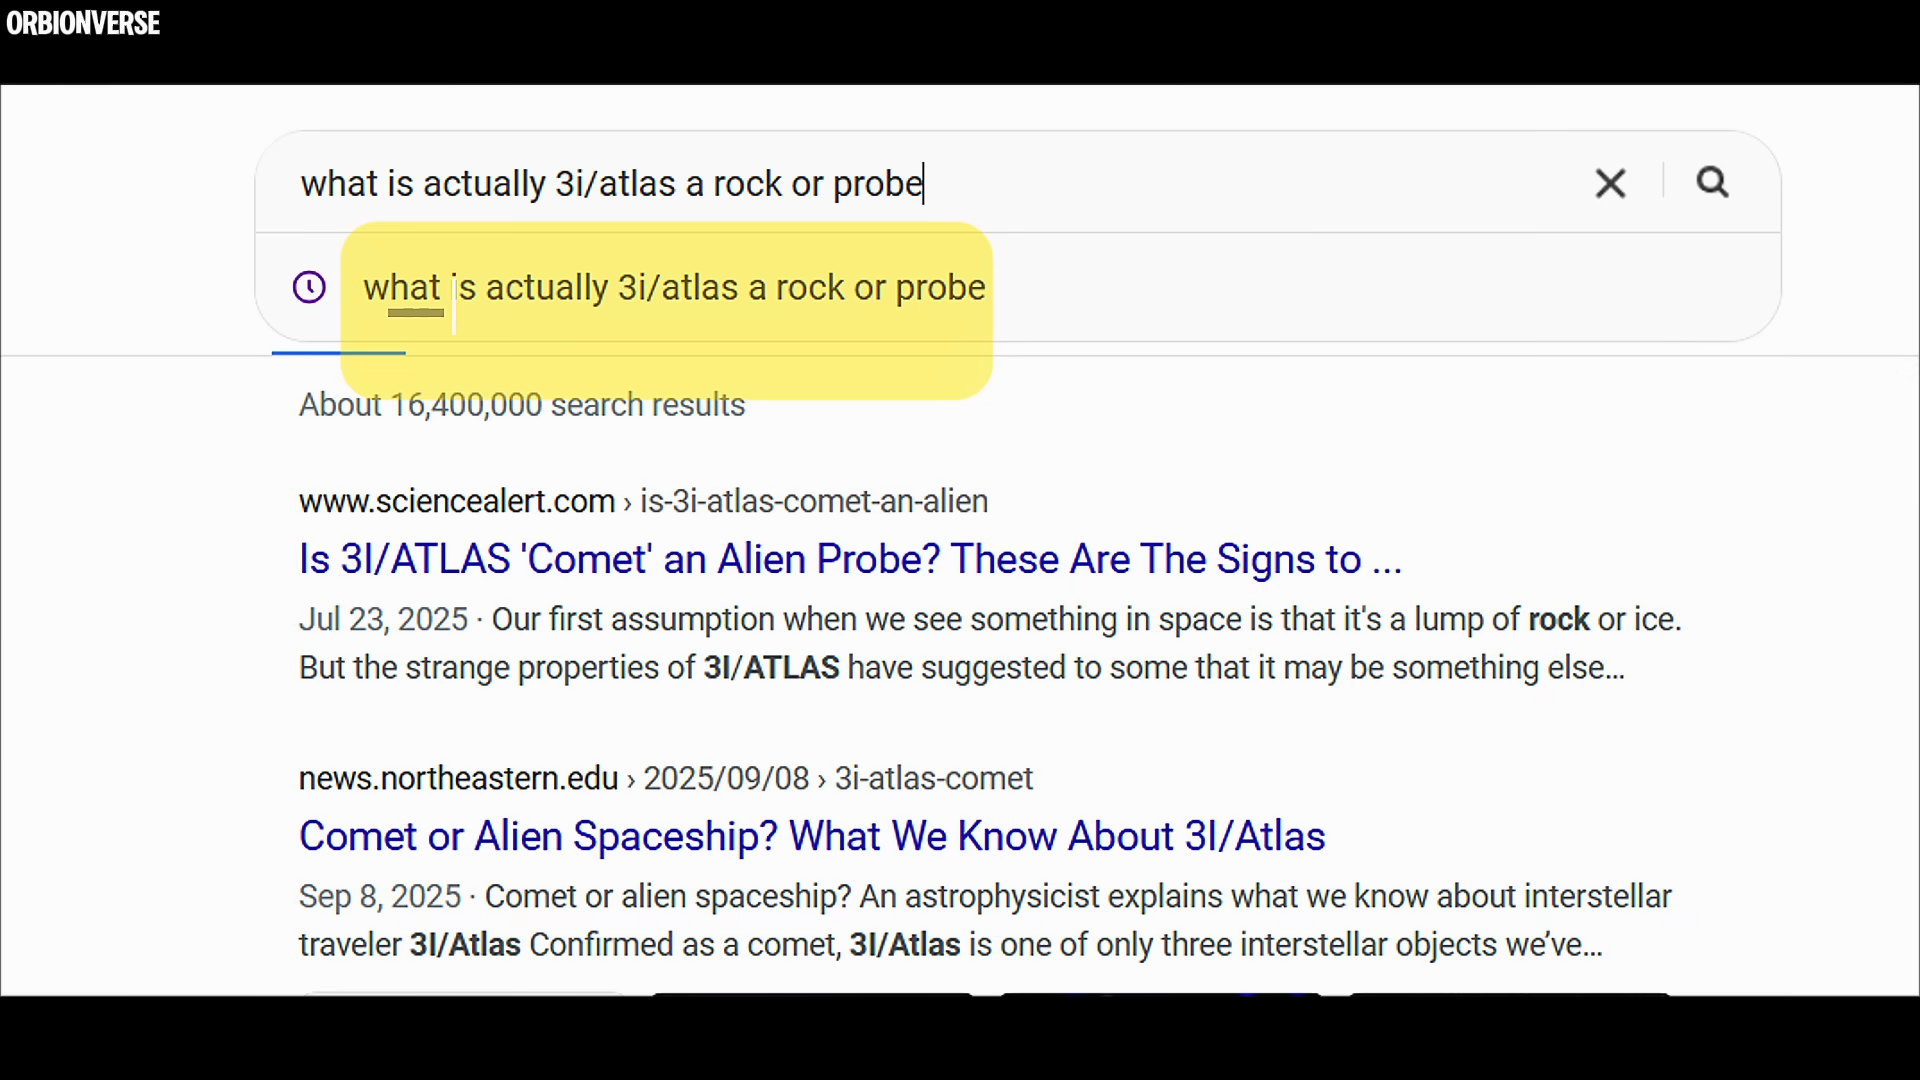 ORBIONVERSE
what is actually 3i/atlas a rock or probe
what is actually 3i/atlas a rock or probe
About 16,400,000 search results
www.sciencealert.com › is-3i-atlas-comet-an-alien
Is 3I/ATLAS 'Comet' an Alien Probe? These Are The Signs to ...
Jul 23, 2025 · Our first assumption when we see something in space is that it's a lump of rock or ice.
But the strange properties of 3I/ATLAS have suggested to some that it may be something else...
news.northeastern.edu › 2025/09/08 › 3i-atlas-comet
Comet or Alien Spaceship? What We Know About 3I/Atlas
Sep 8, 2025 · Comet or alien spaceship? An astrophysicist explains what we know about interstellar
traveler 3I/Atlas Confirmed as a comet, 3I/Atlas is one of only three interstellar objects we’ve...